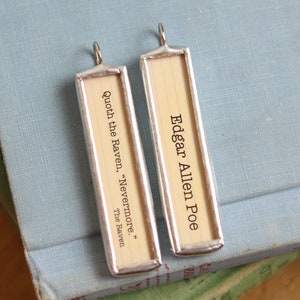 Quoth the Raven, "Nevermore."
The Raven
Edgar Allen Poe